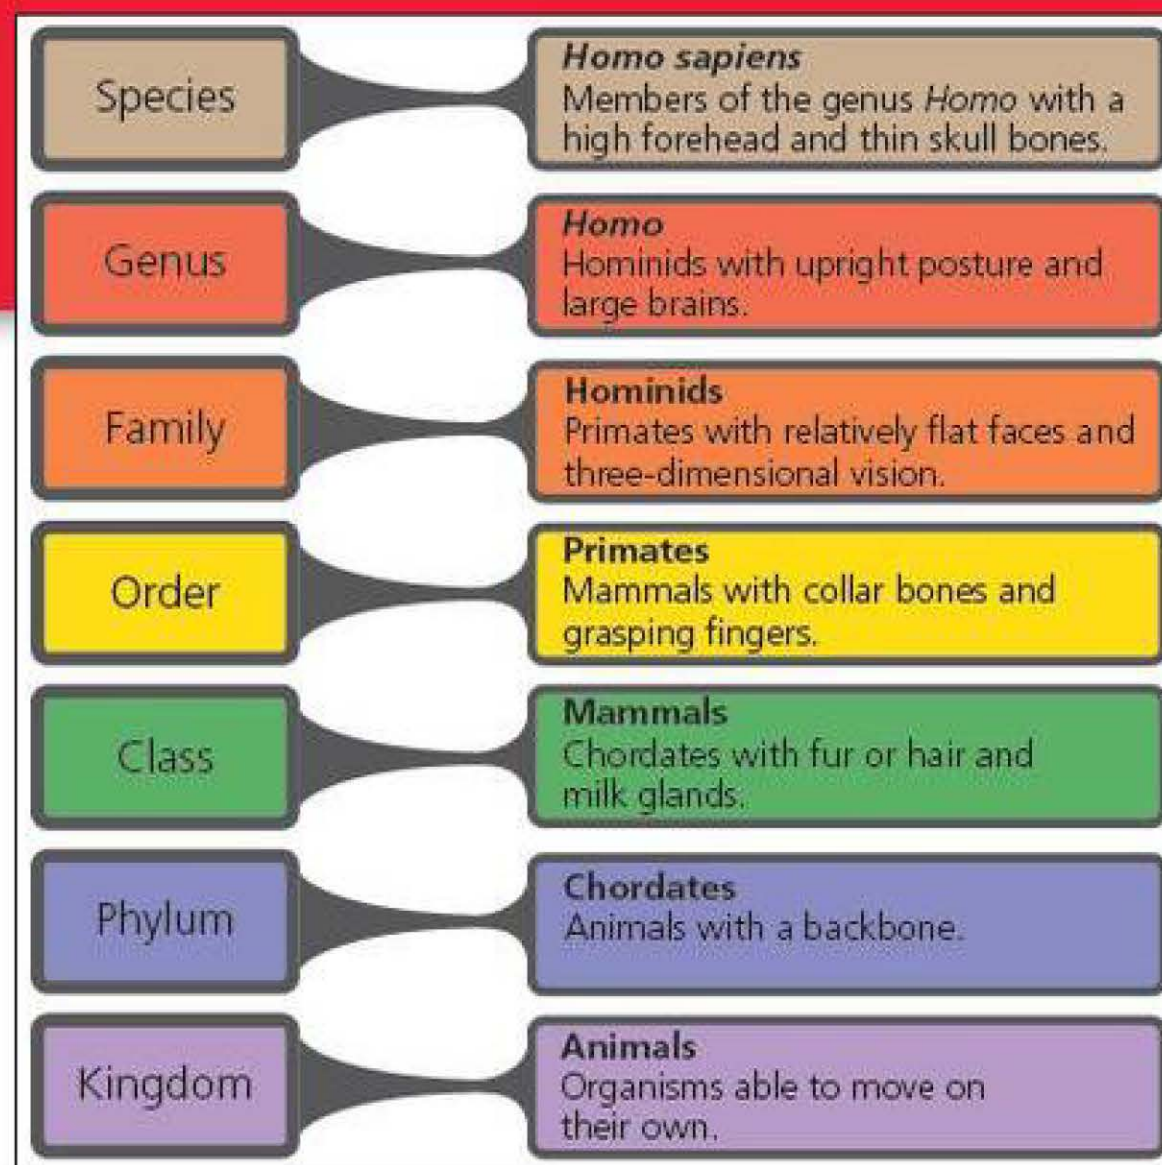 Species
Homo sapiens
Members of the genus Homo with a
high forehead and thin skull bones.
Genus
Homo
Hominids with upright posture and
large brains.
Family
Hominids
Primates with relatively flat faces and
three-dimensional vision.
Order
Primates
Mammals with collar bones and
grasping fingers.
Class
Mammals
Chordates with fur or hair and
milk glands.
Phylum
Chordates
Animals with a backbone.
Kingdom
Animals
Organisms able to move on
their own.